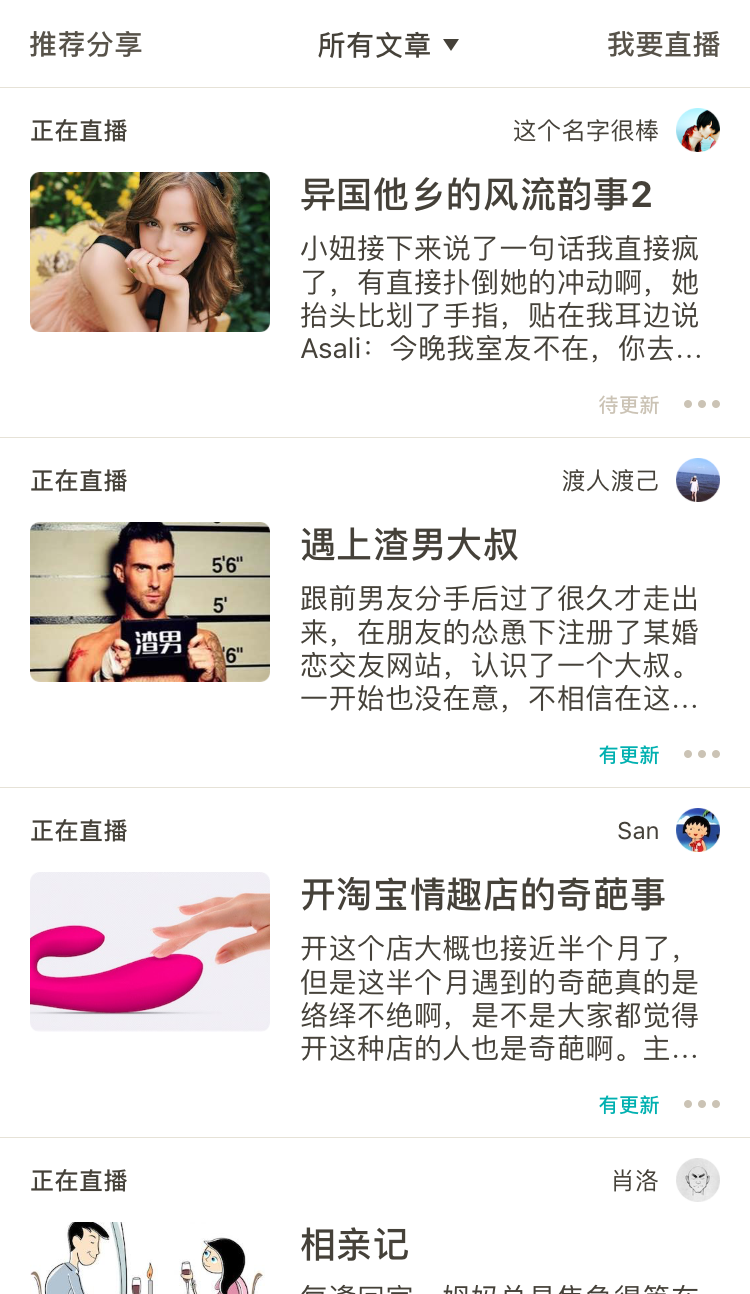 推荐分享
所有文章
我要直播
正在直播
这个名字很棒
异国他乡的风流韵事2
小妞接下来说了一句话我直接疯
了，有直接扑倒她的冲动啊，她
抬头比划了手指，贴在我耳边说
Asali：今晚我室友不在，你去...
待更新
正在直播
渡人渡己
遇上渣男大叔
5'6"
5'
渣男
6"
跟前男友分手后过了很久才走出
来，在朋友的怂恿下注册了某婚
恋交友网站，认识了一个大叔。
一开始也没在意，不相信在这...
有更新
正在直播
San
开淘宝情趣店的奇葩事
开这个店大概也接近半个月了，
但是这半个月遇到的奇葩真的是
络绎不绝啊，是不是大家都觉得
开这种店的人也是奇葩啊。主...
有更新
正在直播
肖洛
相亲记